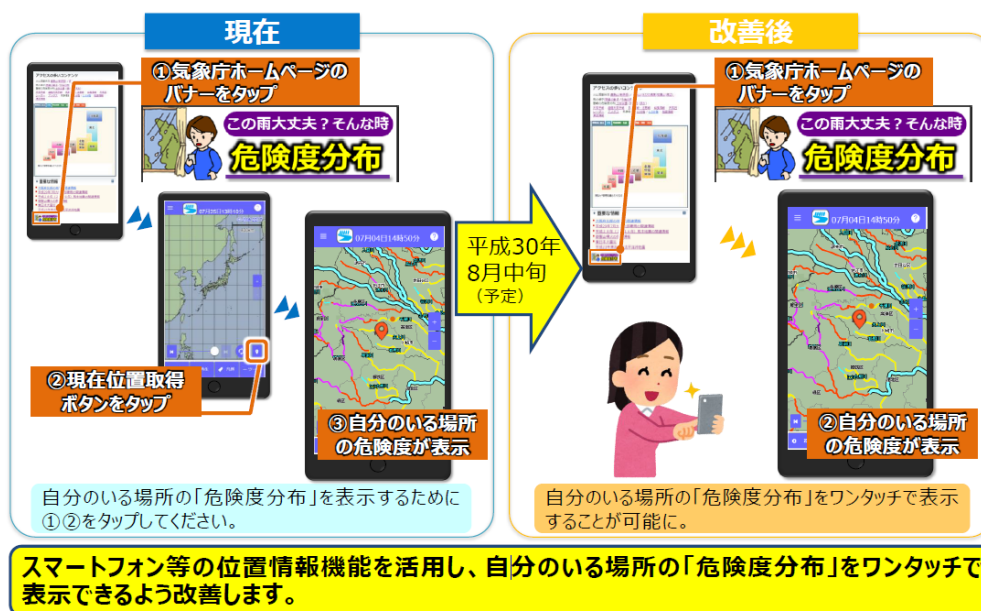 現在
①気象庁ホームページの
バナーをタップ
この雨大丈夫?そんな時
危険度分布
07月04日14時50分
②現在位置取得
ボタンをタップ
③自分のいる場所
の危険度が表示
自分のいる場所の「危険度分布」を表示するために
①②をタップしてください。
平成30年
8月中旬
(予定)
改善後
①気象庁ホームページの
バナーをタップ
この雨大丈夫?そんな時
危険度分布
07月04日14時50分
②自分のいる場所
の危険度が表示
自分のいる場所の「危険度分布」をワンタッチで表示
することが可能に。
スマートフォン等の位置情報機能を活用し、自分のいる場所の「危険度分布」をワンタッチで
表示できるよう改善します。